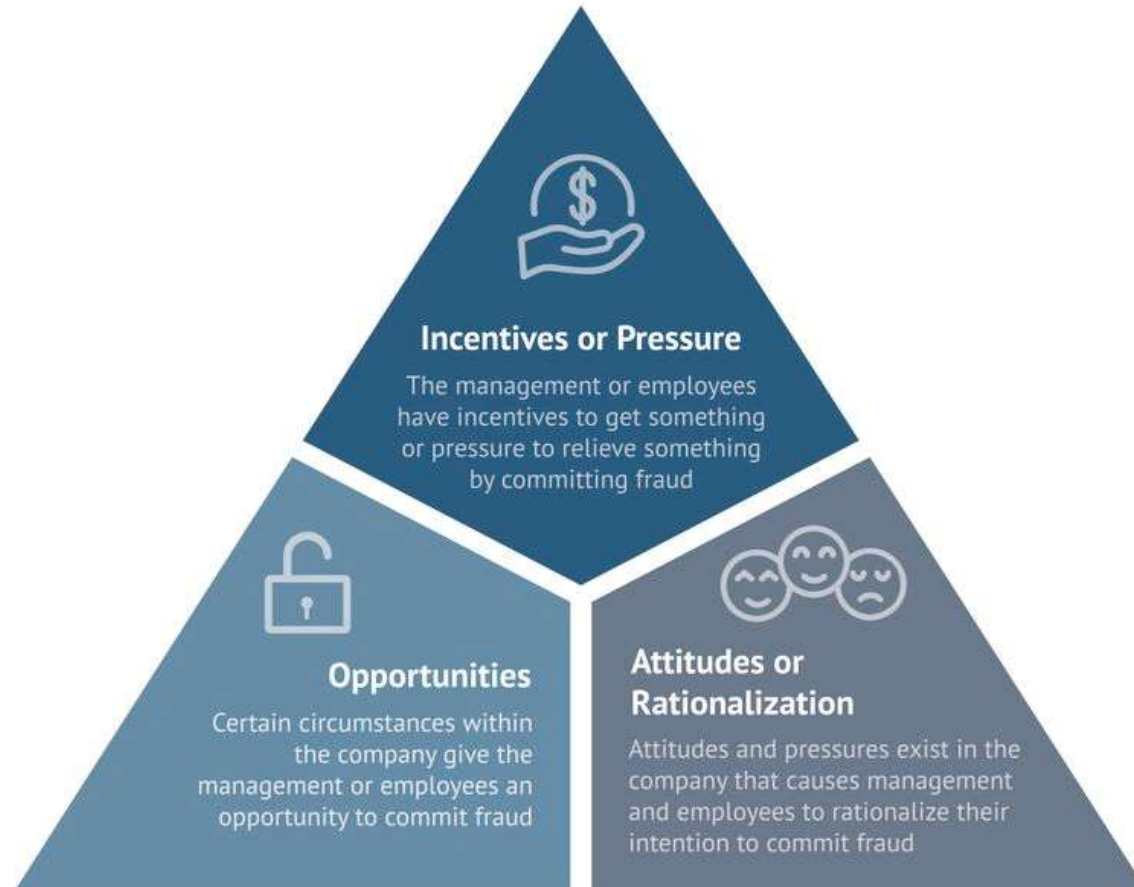 $
Incentives or Pressure
The management or employees
have incentives to get something
or pressure to relieve something
by committing fraud
Opportunities
Certain circumstances within
the company give the
management or employees an
opportunity to commit fraud
Attitudes or
Rationalization
Attitudes and pressures exist in the
company that causes management
and employees to rationalize their
intention to commit fraud